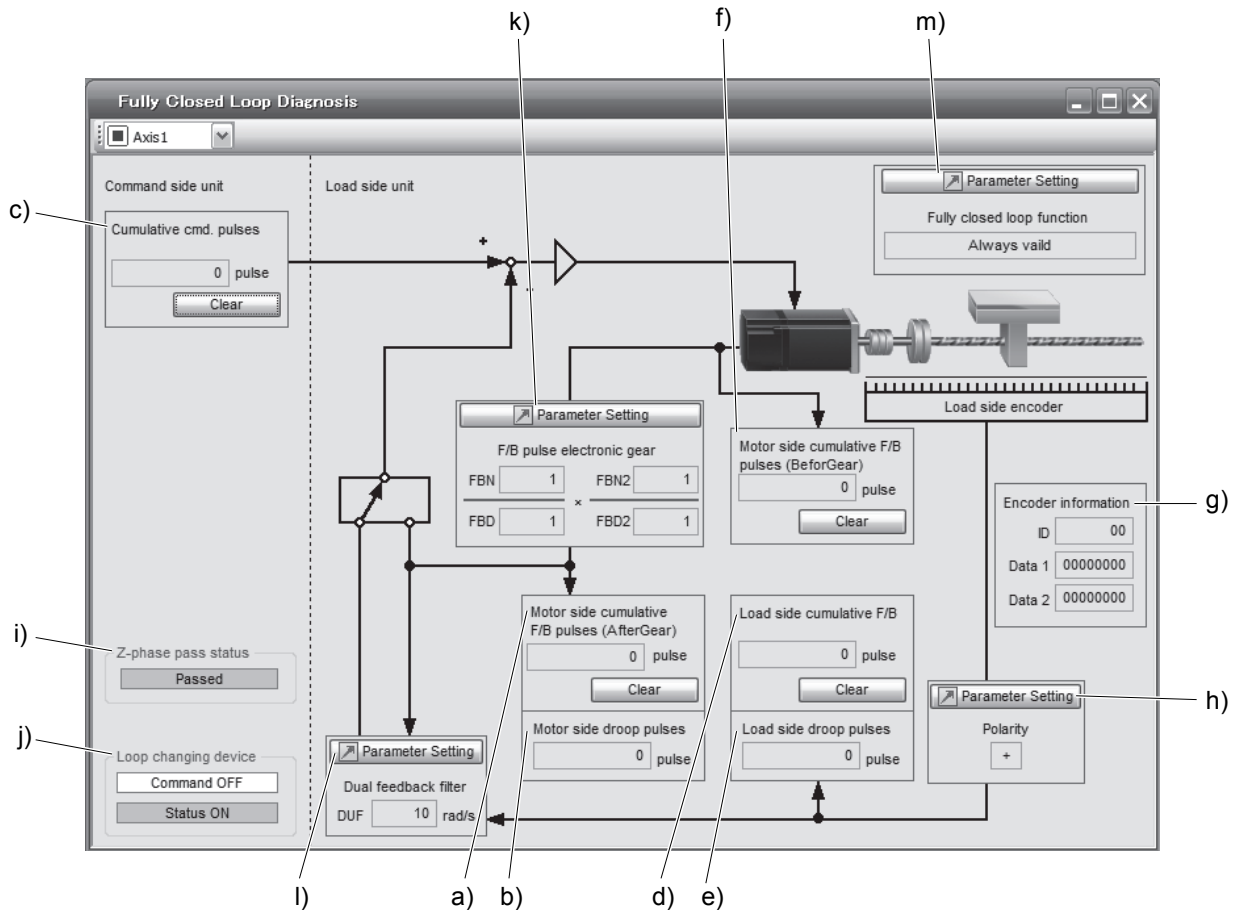 k)
f)
m)
Fully Closed Loop Diagnosis
Axis1
Command side unit
Load side unit
Parameter Setting
c)
Cumulative cmd. pulses
Fully closed loop function
Always vaild
0 pulse
Clear
+
-
Load side encoder
Parameter Setting
F/B pulse electronic gear
FBN 1 FBN2 1
×
FBD 1 FBD2 1
Motor side cumulative F/B
pulses (BeforGear)
0 pulse
Clear
g)
Encoder information
ID 00
Data 1 00000000
Data 2 00000000
i)
Z-phase pass status
Passed
Motor side cumulative
F/B pulses (AfterGear)
0 pulse
Clear
Load side cumulative F/B
0 pulse
Clear
h)
Parameter Setting
Polarity
+
j)
Loop changing device
Command OFF
Status ON
Parameter Setting
Dual feedback filter
DUF 10 rad/s
Motor side droop pulses
0 pulse
Load side droop pulses
0 pulse
l)
a)
b)
d)
e)